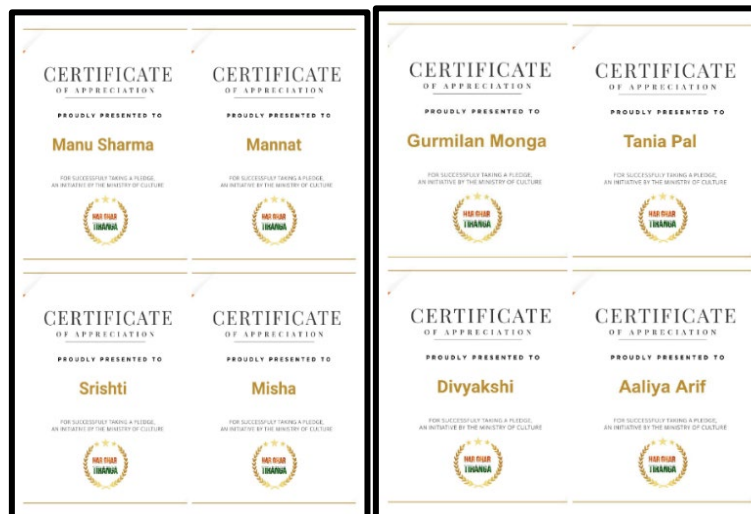 CERTIFICATE
OF APPRECIATION
PROUDLY PRESENTED TO
Manu Sharma
FOR SUCCESSFULY TAKING A PLEDGE,
AN INITIATIVE BY THE MINISTRY OF CULTURE
HAR GHAR
TIRANGA
CERTIFICATE
OF APPRECIATION
PROUDLY PRESENTED TO
Mannat
FOR SUCCESSFULY TAKING A PLEDGE,
AN INITIATIVE BY THE MINISTRY OF CULTURE
HAR GHAR
TIRANGA
CERTIFICATE
OF APPRECIATION
PROUDLY PRESENTED TO
Gurmilan Monga
FOR SUCCESSFULY TAKING A PLEDGE,
AN INITIATIVE BY THE MINISTRY OF CULTURE
HAR GHAR
TIRANGA
CERTIFICATE
OF APPRECIATION
PROUDLY PRESENTED TO
Tania Pal
FOR SUCCESSFULY TAKING A PLEDGE,
AN INITIATIVE BY THE MINISTRY OF CULTURE
HAR GHAR
TIRANGA
CERTIFICATE
OF APPRECIATION
PROUDLY PRESENTED TO
Srishti
FOR SUCCESSFULY TAKING A PLEDGE,
AN INITIATIVE BY THE MINISTRY OF CULTURE
HAR GHAR
TIRANGA
CERTIFICATE
OF APPRECIATION
PROUDLY PRESENTED TO
Misha
FOR SUCCESSFULY TAKING A PLEDGE,
AN INITIATIVE BY THE MINISTRY OF CULTURE
HAR GHAR
TIRANGA
CERTIFICATE
OF APPRECIATION
PROUDLY PRESENTED TO
Divyakshi
FOR SUCCESSFULY TAKING A PLEDGE,
AN INITIATIVE BY THE MINISTRY OF CULTURE
HAR GHAR
TIRANGA
CERTIFICATE
OF APPRECIATION
PROUDLY PRESENTED TO
Aaliya Arif
FOR SUCCESSFULY TAKING A PLEDGE,
AN INITIATIVE BY THE MINISTRY OF CULTURE
HAR GHAR
TIRANGA